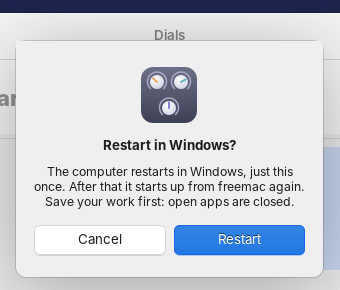 Dials
ar
Restart in Windows?
The computer restarts in Windows, just this
once. After that it starts up from freemac again.
Save your work first: open apps are closed.
Cancel
Restart